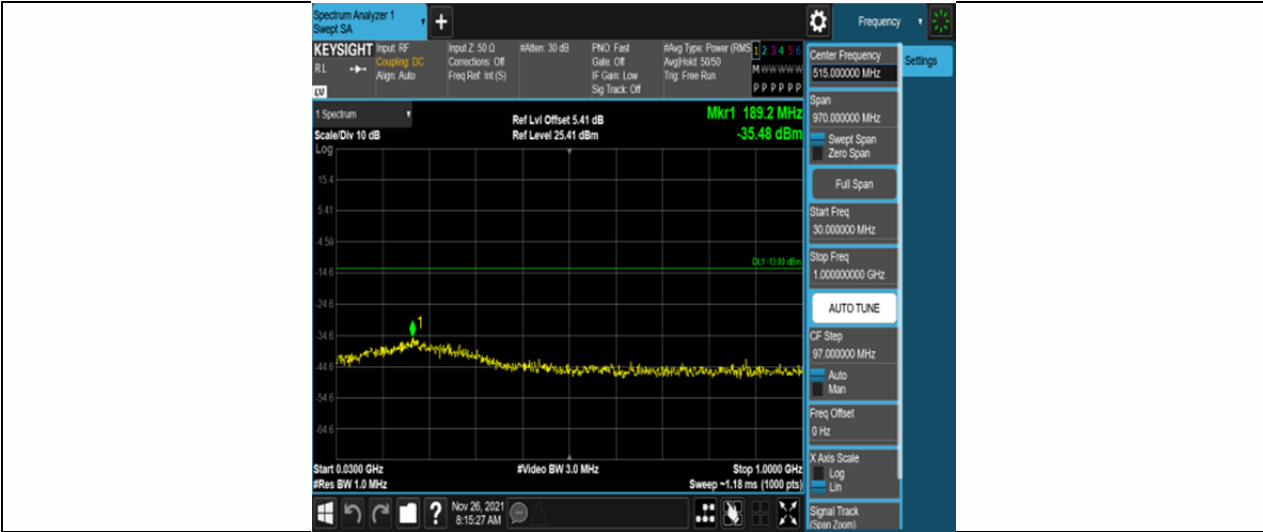 Spectrum Analyzer 1
Swept SA
+
Frequency
KEYSIGHT
RL
LV
Input: RF
Coupling: DC
Align: Auto
Input Z: 50 Ω
Corrections: Off
Freq Ref: Int (S)
#Atten: 30 dB
PNO: Fast
Gate: Off
IF Gain: Low
Sig Track: Off
#Avg Type: Power (RMS
Avg|Hold: 50/50
Trig: Free Run
1 2 3 4 5 6
M W W W W W
P P P P P P
Center Frequency
515.000000 MHz
Settings
Span
970.000000 MHz
Swept Span
Zero Span
Full Span
Start Freq
30.000000 MHz
Stop Freq
1.000000000 GHz
AUTO TUNE
CF Step
97.000000 MHz
Auto
Man
Freq Offset
0 Hz
X Axis Scale
Log
Lin
Signal Track
(Span Zoom)
1 Spectrum
Scale/Div 10 dB
Log
Ref Lvl Offset 5.41 dB
Ref Level 25.41 dBm
Mkr1 189.2 MHz
-35.48 dBm
15.4
5.41
-4.59
DL1 -13.00 dBm
-14.6
-24.6
1
-34.6
-44.6
-54.6
-64.6
Start 0.0300 GHz
#Res BW 1.0 MHz
#Video BW 3.0 MHz
Stop 1.0000 GHz
Sweep ~1.18 ms (1000 pts)
?
Nov 26, 2021
8:15:27 AM